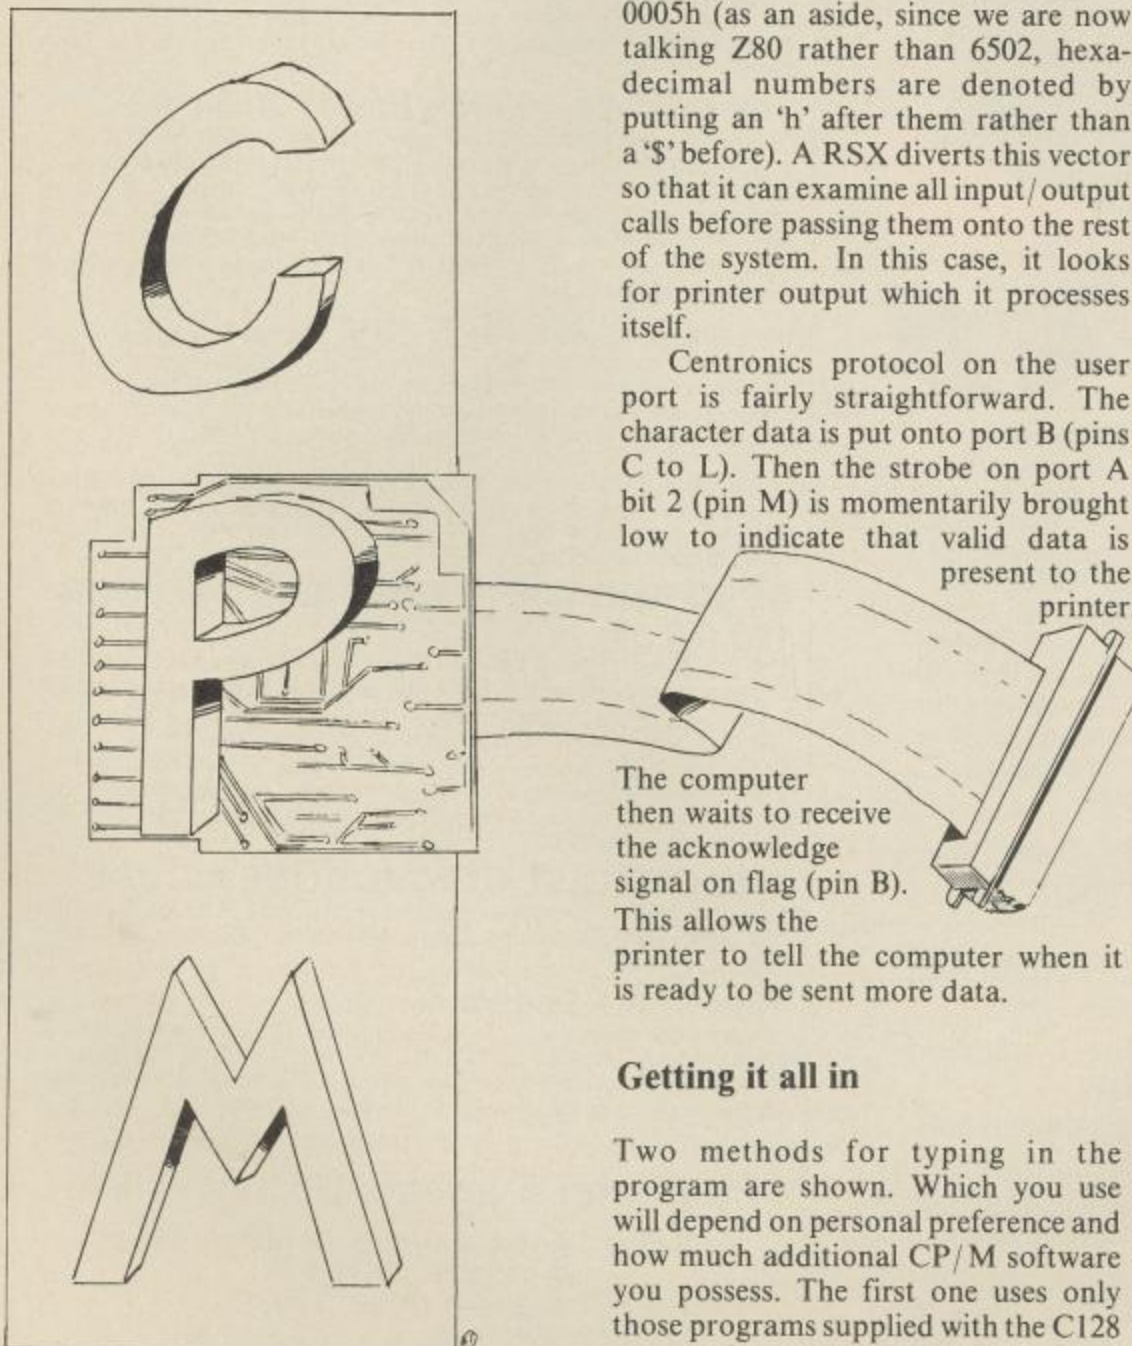 C
P
M
0005h (as an aside, since we are now
talking Z80 rather than 6502, hexa-
decimal numbers are denoted by
putting an ‘h’ after them rather than
a ‘$’ before). A RSX diverts this vector
so that it can examine all input/output
calls before passing them onto the rest
of the system. In this case, it looks
for printer output which it processes
itself.
Centronics protocol on the user
port is fairly straightforward. The
character data is put onto port B (pins
C to L). Then the strobe on port A
bit 2 (pin M) is momentarily brought
low to indicate that valid data is
present to the
printer
The computer
then waits to receive
the acknowledge
signal on flag (pin B).
This allows the
printer to tell the computer when it
is ready to be sent more data.
Getting it all in
Two methods for typing in the
program are shown. Which you use
will depend on personal preference and
how much additional CP/M software
you possess. The first one uses only
those programs supplied with the C128